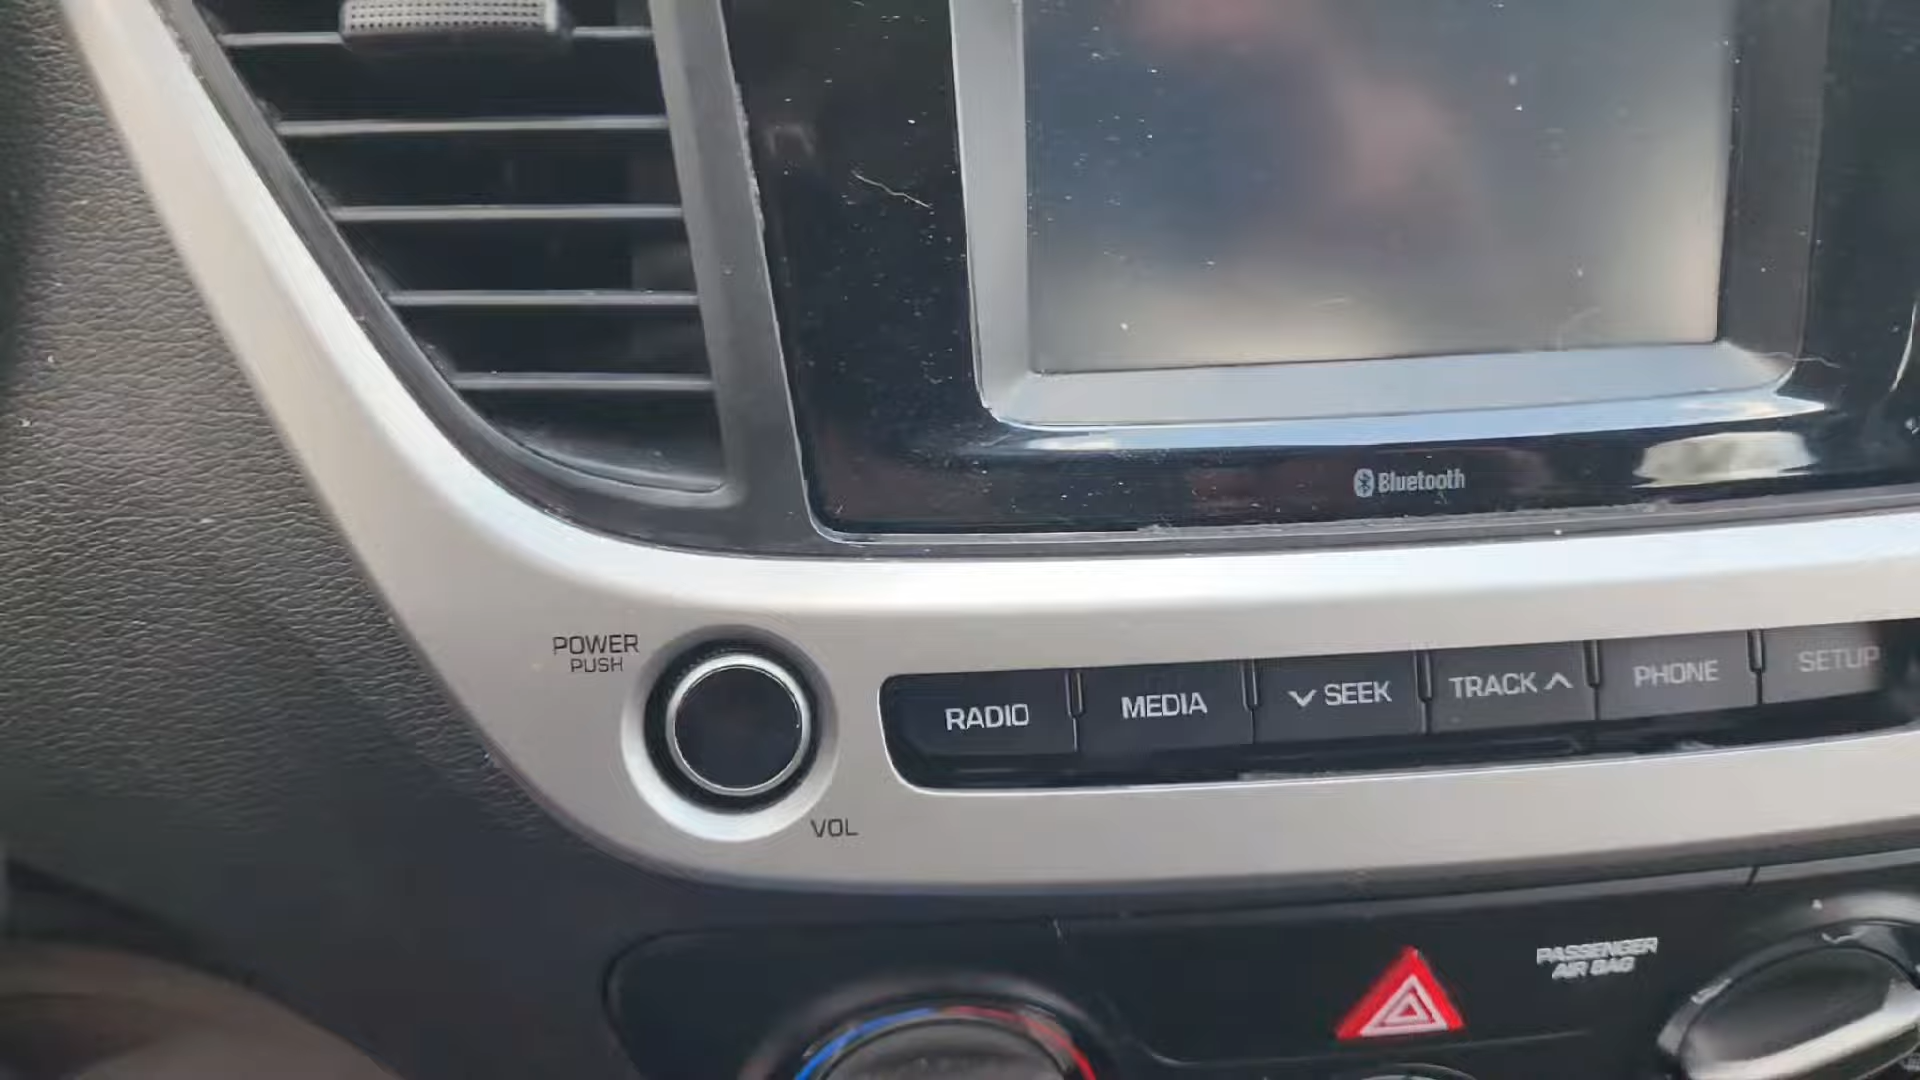 Bluetooth
POWER
PUSH
VOL
RADIO
MEDIA
SEEK
TRACK
PHONE
SETUP
PASSENGER
AIR BAG